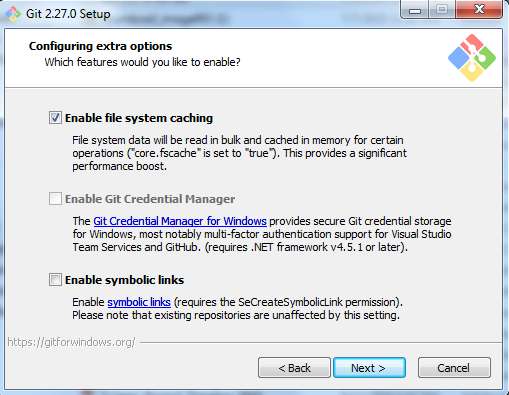 Git 2.27.0 Setup
Configuring extra options
Which features would you like to enable?
Enable file system caching
File system data will be read in bulk and cached in memory for certain
operations ("core.fscache" is set to "true"). This provides a significant
performance boost.
Enable Git Credential Manager
The Git Credential Manager for Windows provides secure Git credential storage
for Windows, most notably multi-factor authentication support for Visual Studio
Team Services and GitHub. (requires .NET framework v4.5.1 or later).
Enable symbolic links
Enable symbolic links (requires the SeCreateSymbolicLink permission).
Please note that existing repositories are unaffected by this setting.
https://gitforwindows.org/
< Back
Next >
Cancel